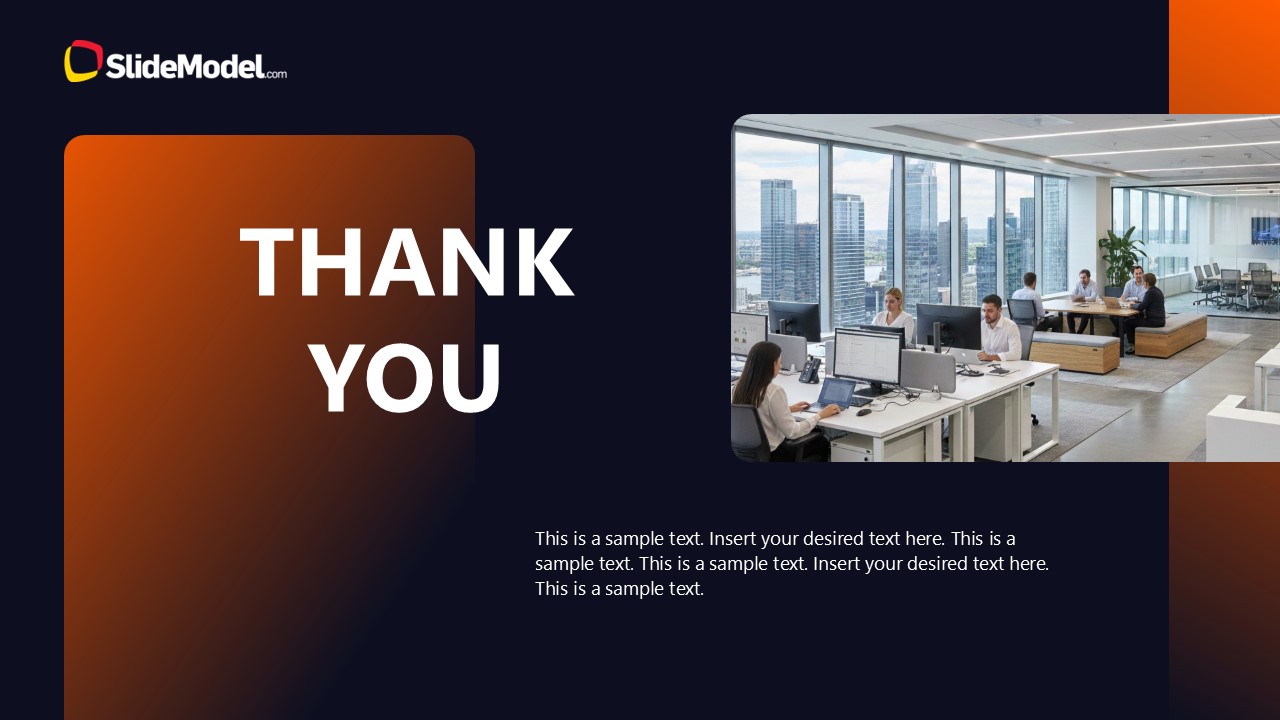 SlideModel.com
THANK
YOU
This is a sample text. Insert your desired text here. This is a
sample text. This is a sample text. Insert your desired text here.
This is a sample text.